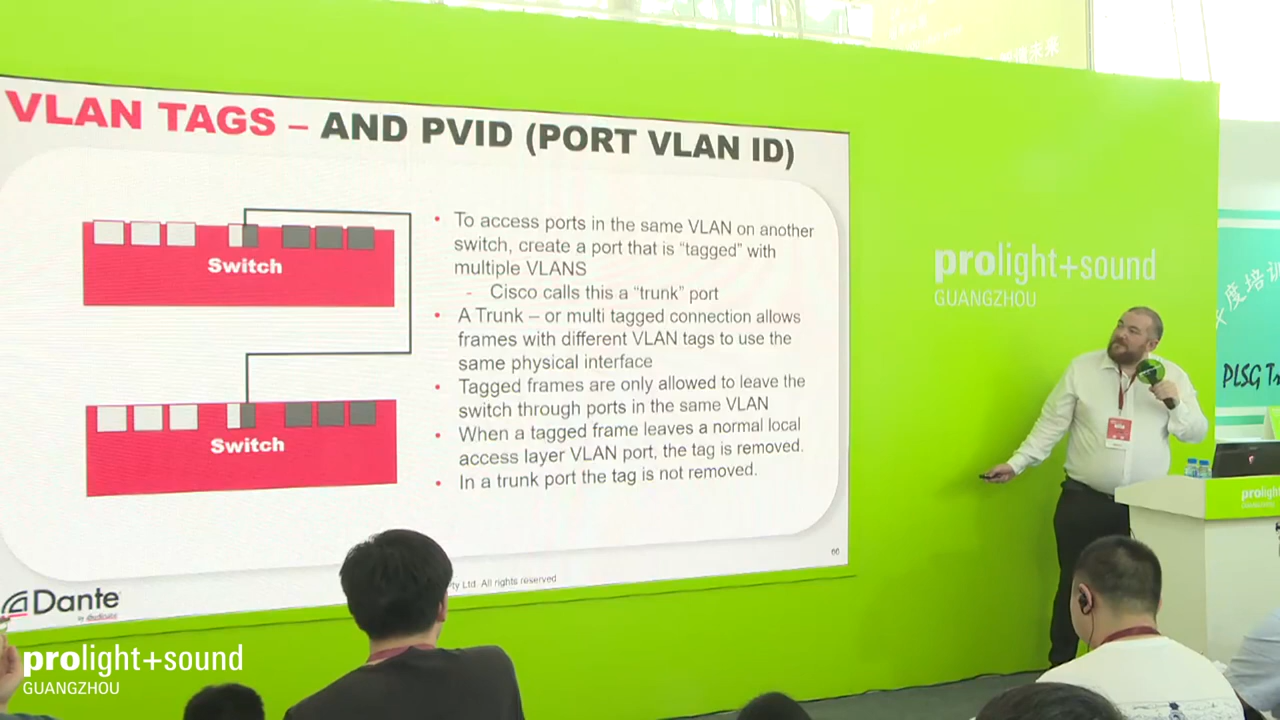 VLAN TAGS – AND PVID (PORT VLAN ID)
Switch
Switch
• To access ports in the same VLAN on another
switch, create a port that is “tagged” with
multiple VLANS
- Cisco calls this a “trunk” port
• A Trunk – or multi tagged connection allows
frames with different VLAN tags to use the
same physical interface
• Tagged frames are only allowed to leave the
switch through ports in the same VLAN
• When a tagged frame leaves a normal local
access layer VLAN port, the tag is removed.
• In a trunk port the tag is not removed.
66
Pty Ltd. All rights reserved
Dante
prolight+sound
GUANGZHOU
度培训
PLSG Tr
prolight
prolight+sound
GUANGZHOU